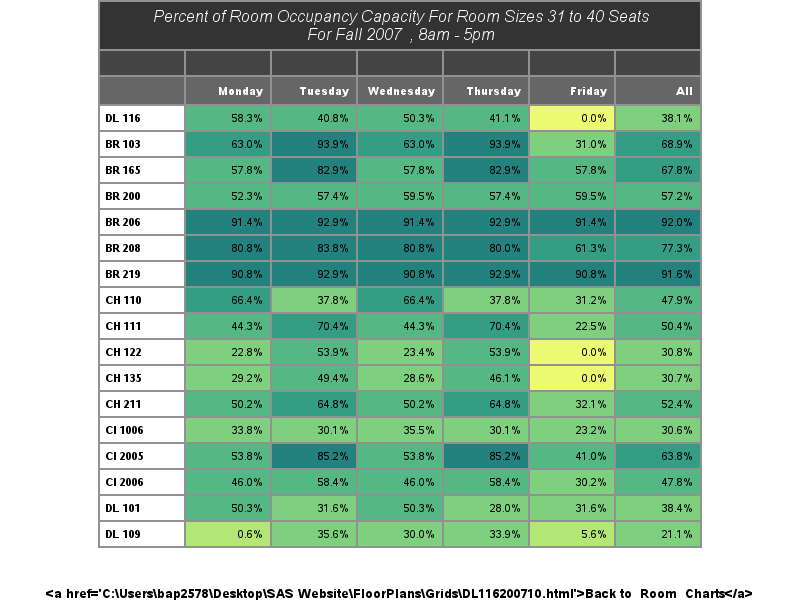 Percent of Room Occupancy Capacity For Room Sizes 31 to 40 Seats
For Fall 2007 , 8am - 5pm
Monday Tuesday Wednesday Thursday Friday All
DL 116 58.3% 40.8% 50.3% 41.1% 0.0% 38.1%
BR 103 63.0% 93.9% 63.0% 93.9% 31.0% 68.9%
BR 165 57.8% 82.9% 57.8% 82.9% 57.8% 67.8%
BR 200 52.3% 57.4% 59.5% 57.4% 59.5% 57.2%
BR 206 91.4% 92.9% 91.4% 92.9% 91.4% 92.0%
BR 208 80.8% 83.8% 80.8% 80.0% 61.3% 77.3%
BR 219 90.8% 92.9% 90.8% 92.9% 90.8% 91.6%
CH 110 66.4% 37.8% 66.4% 37.8% 31.2% 47.9%
CH 111 44.3% 70.4% 44.3% 70.4% 22.5% 50.4%
CH 122 22.8% 53.9% 23.4% 53.9% 0.0% 30.8%
CH 135 29.2% 49.4% 28.6% 46.1% 0.0% 30.7%
CH 211 50.2% 64.8% 50.2% 64.8% 32.1% 52.4%
CI 1006 33.8% 30.1% 35.5% 30.1% 23.2% 30.6%
CI 2005 53.8% 85.2% 53.8% 85.2% 41.0% 63.8%
CI 2006 46.0% 58.4% 46.0% 58.4% 30.2% 47.8%
DL 101 50.3% 31.6% 50.3% 28.0% 31.6% 38.4%
DL 109 0.6% 35.6% 30.0% 33.9% 5.6% 21.1%
<a href='C:\Users\bap2578\Desktop\SAS Website\FloorPlans\Grids\DL116200710.html'>Back to Room Charts</a>